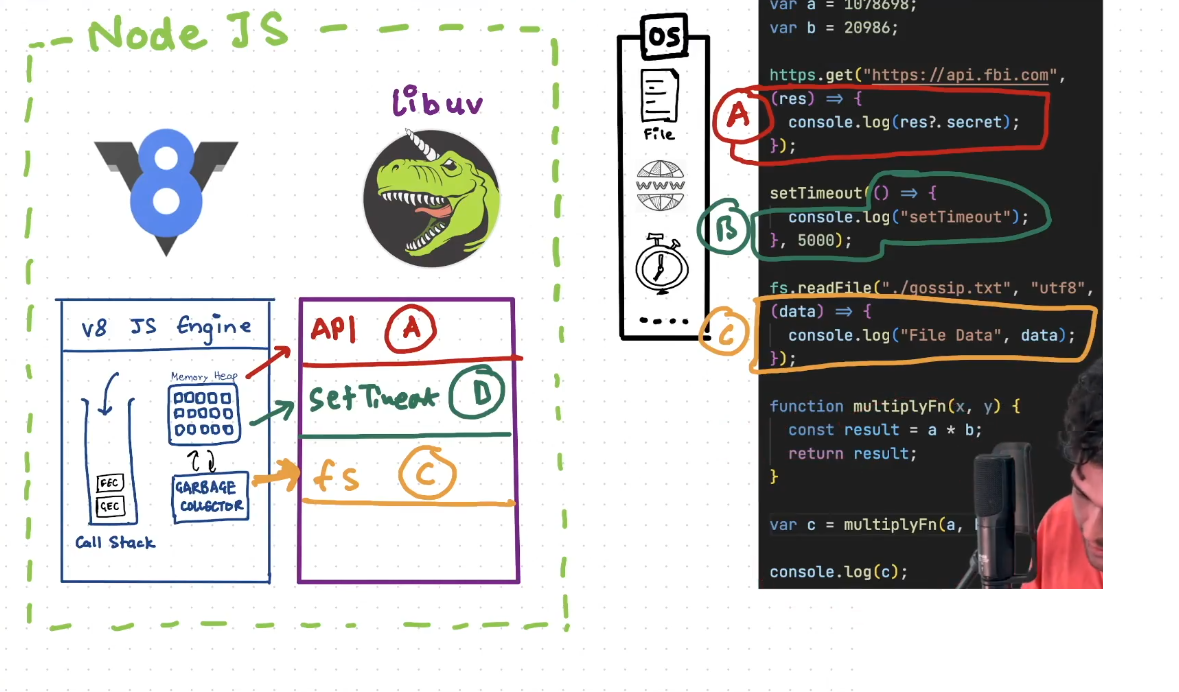 Node JS
Libuv
8
V8 JS Engine
Memory Heap
FEC
GEC
GARBAGE
COLLECTOR
Call Stack
API A
SetTimeout D
fs C
OS
File
WWW
A
B
C
var a = 1078698;
var b = 20986;
https.get("https://api.fbi.com",
(res) => {
console.log(res?.secret);
});
setTimeout(() => {
console.log("setTimeout");
}, 5000);
fs.readFile("./gossip.txt", "utf8",
(data) => {
console.log("File Data", data);
});
function multiplyFn(x, y) {
const result = a * b;
return result;
}
var c = multiplyFn(a,
console.log(c);